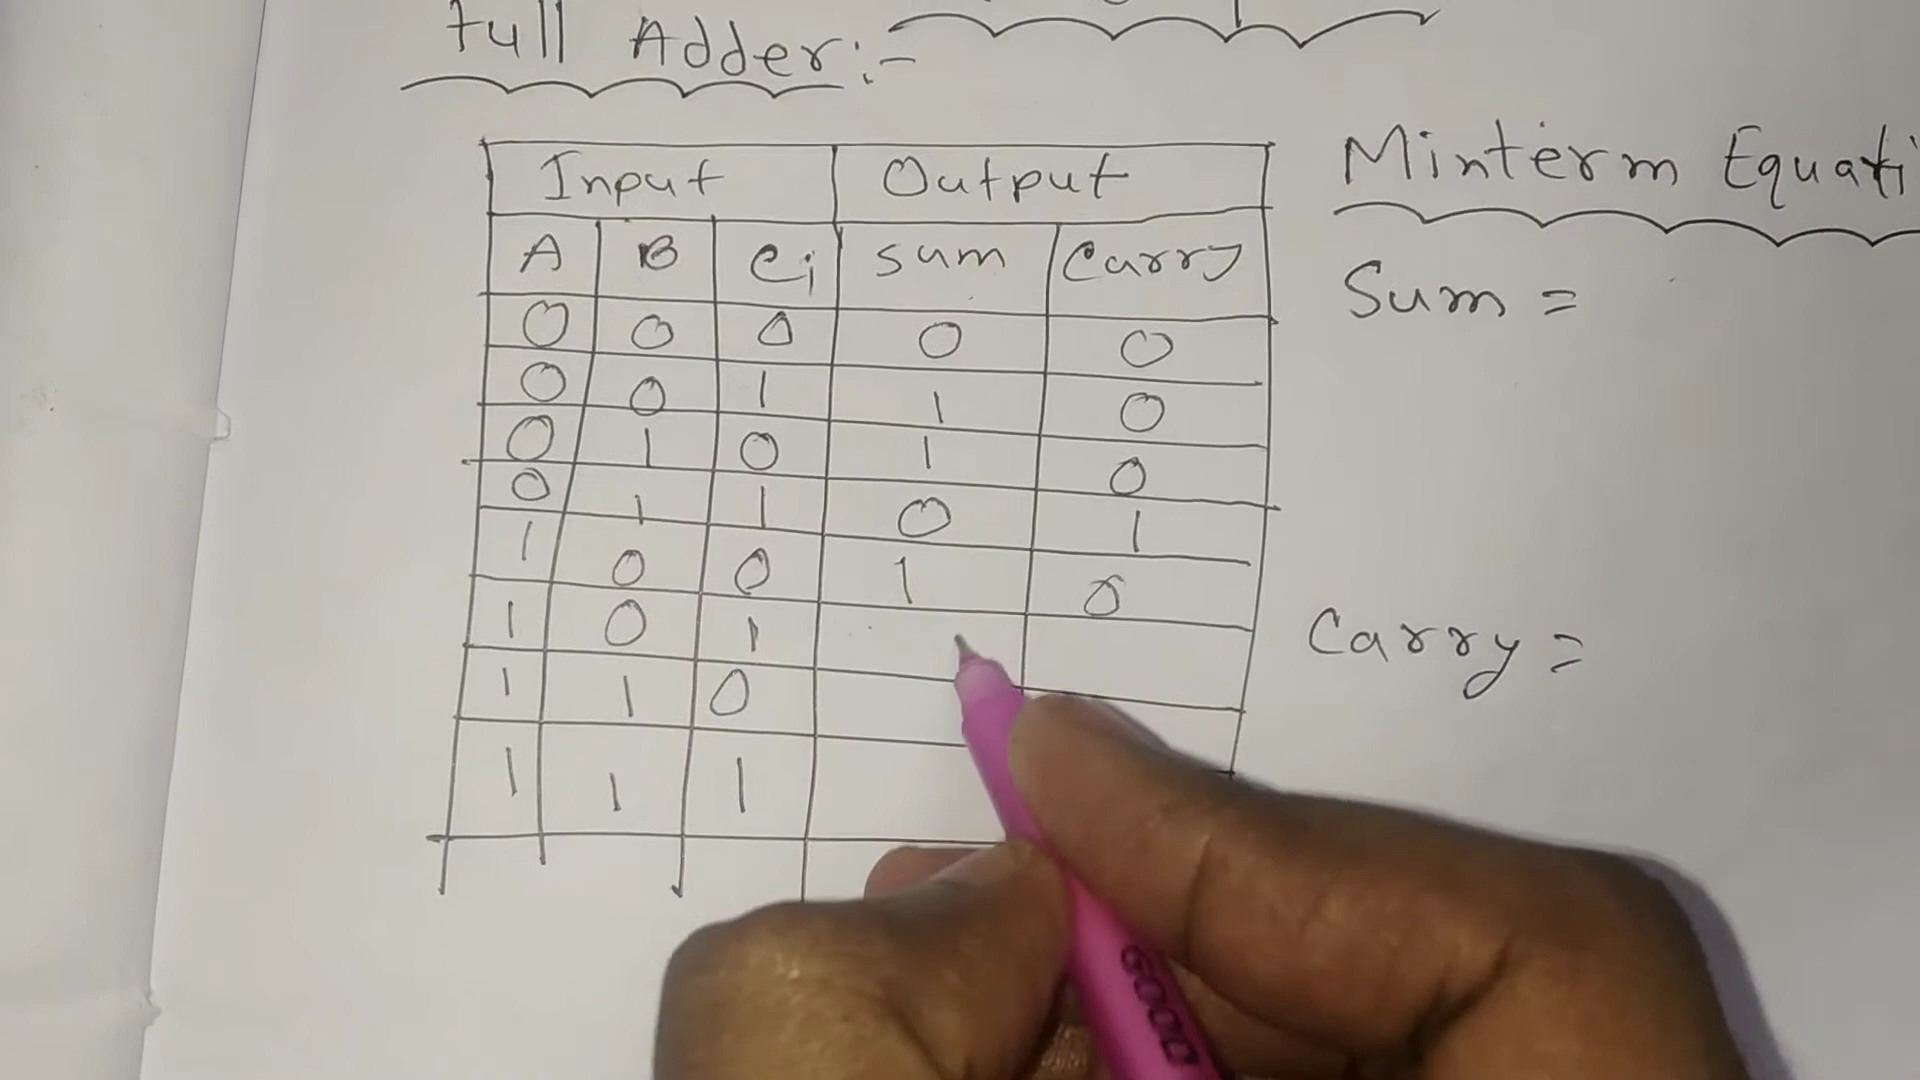 Full Adder:-
Minterm Equati
Input Output
A B Ci Sum Carry
Sum =
0 0 0 0 0
0 0 1 1 0
0 1 0 1 0
0 1 1 0 1
1 0 0 1 0
1 0 1
Carry =
1 1 0
1 1 1